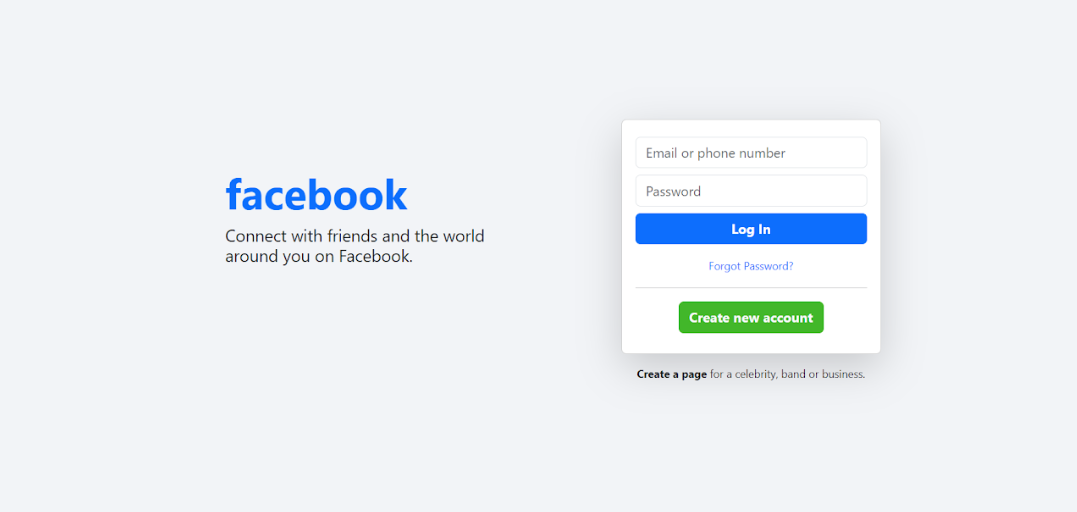 facebook
Connect with friends and the world
around you on Facebook.
Email or phone number
Password
Log In
Forgot Password?
Create new account
Create a page for a celebrity, band or business.